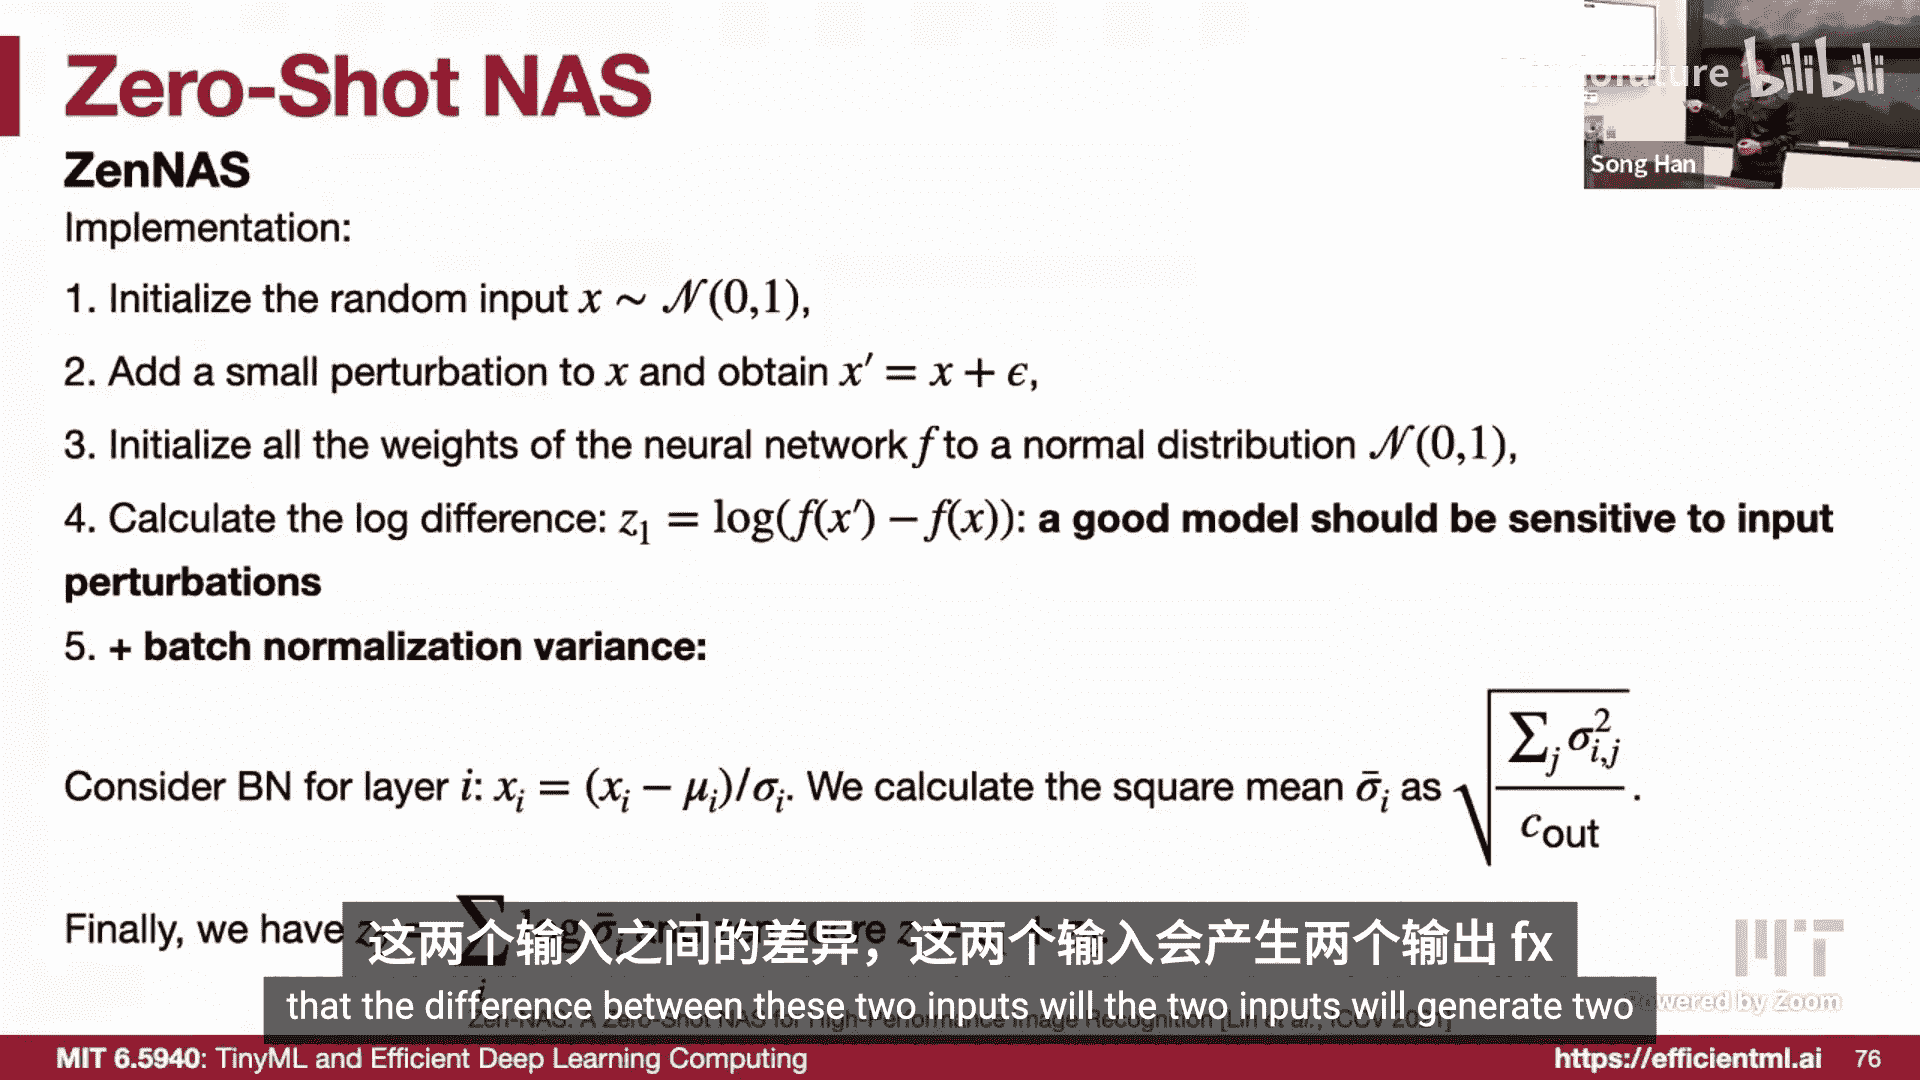 Zero-Shot NAS
bilibili
Song Han
ZenNAS
Implementation:
1. Initialize the random input x ~ 𝒩(0,1),
2. Add a small perturbation to x and obtain x′ = x + ϵ,
3. Initialize all the weights of the neural network f to a normal distribution 𝒩(0,1),
4. Calculate the log difference: z₁ = log(f(x′) − f(x)): a good model should be sensitive to input
perturbations
5. + batch normalization variance:
Consider BN for layer i: xᵢ = (xᵢ − μᵢ)/σᵢ. We calculate the square mean σ̄ᵢ as √(∑ⱼ σ²ᵢ,ⱼ / c_out).
Finally, we have
这两个输入之间的差异，这两个输入会产生两个输出 fx
that the difference between these two inputs will the two inputs will generate two
MIT
Powered by Zoom
MIT 6.5940: TinyML and Efficient Deep Learning Computing
https://efficientml.ai
76